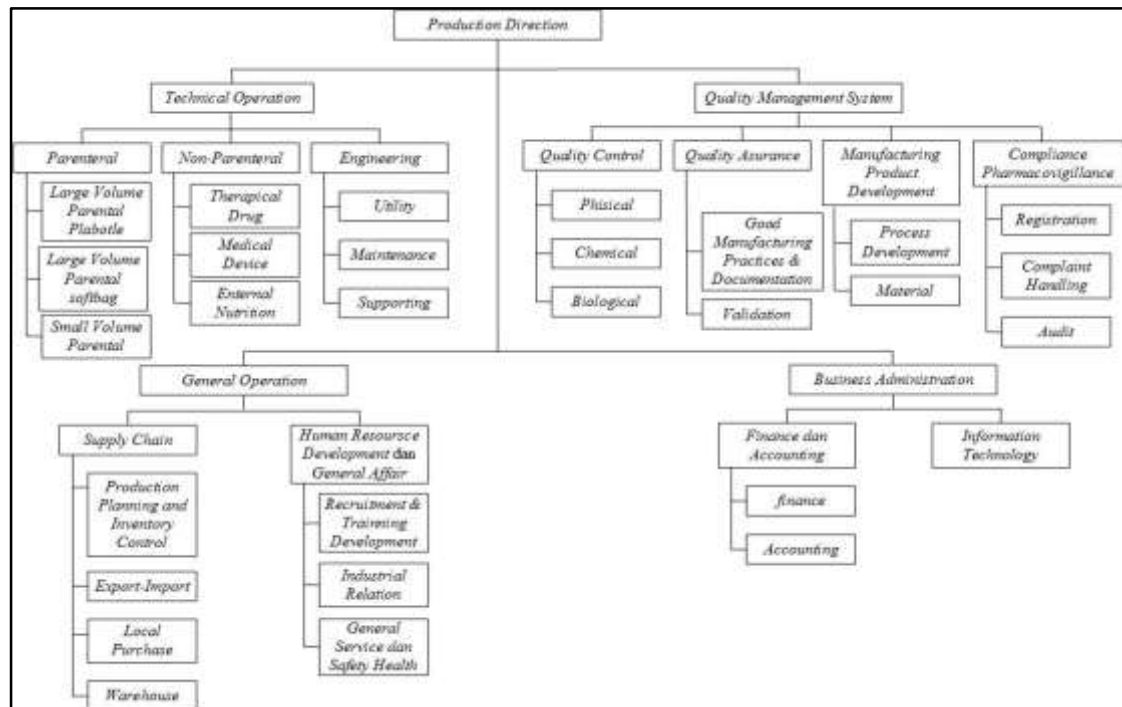 Production Direction
Technical Operation
Quality Management System
Parenteral
Non-Parenteral
Engineering
Quality Control
Quality Asurance
Manufacturing
Product
Development
Compliance
Pharmacovigillance
Large Volume
Parental
Plabotle
Large Volume
Parental
softbag
Small Volume
Parental
Therapical
Drug
Medical
Device
Enternal
Nutrition
Utility
Maintenance
Supporting
Phisical
Chemical
Biological
Good
Manufacturing
Practices &
Documentation
Validation
Process
Development
Material
Registration
Complaint
Handling
Audit
General Operation
Business Administration
Supply Chain
Human Resoursce
Development dan
General Affair
Finance dan
Accounting
Information
Technology
Production
Planning and
Inventory
Control
Export-Import
Local
Purchase
Warehouse
Recruitment &
Trainning
Development
Industrial
Relation
General
Service dan
Safety Health
finance
Accounting